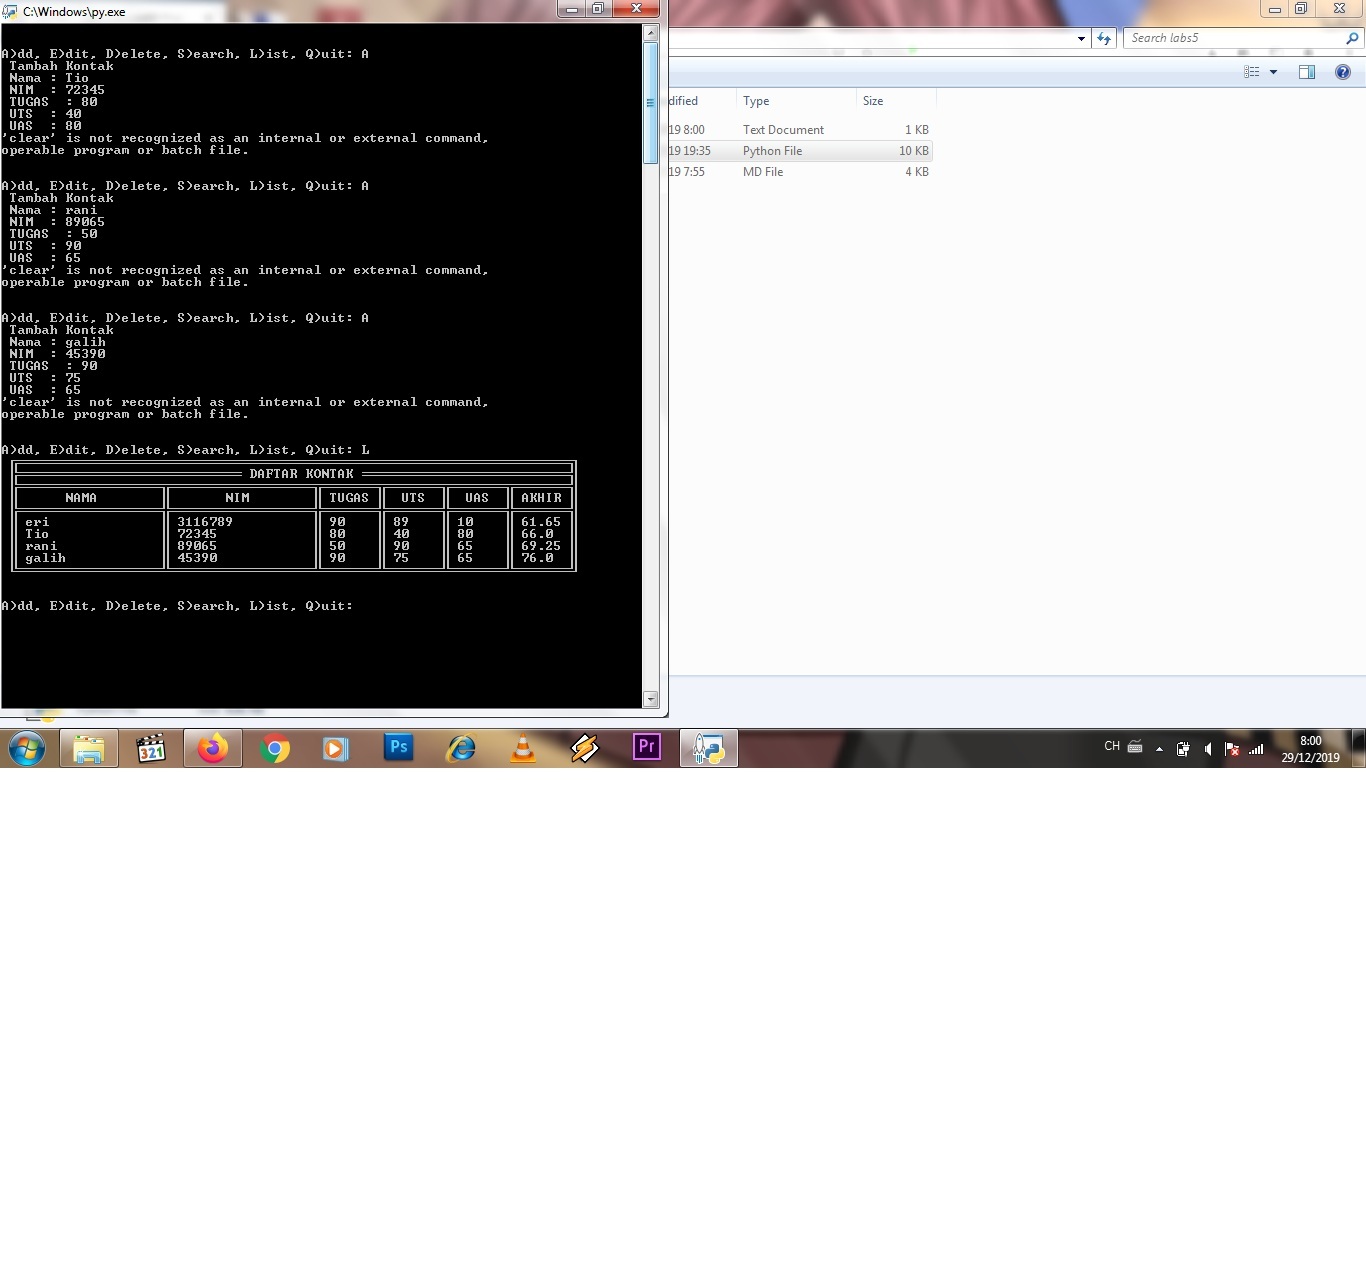 C:\Windows\py.exe
A)dd, E)dit, D)elete, S)earch, L)ist, Q)uit: A
Tambah Kontak
Nama : Tio
NIM : 72345
TUGAS : 80
UTS : 40
UAS : 80
'clear' is not recognized as an internal or external command,
operable program or batch file.
A)dd, E)dit, D)elete, S)earch, L)ist, Q)uit: A
Tambah Kontak
Nama : rani
NIM : 89065
TUGAS : 50
UTS : 90
UAS : 65
'clear' is not recognized as an internal or external command,
operable program or batch file.
A)dd, E)dit, D)elete, S)earch, L)ist, Q)uit: A
Tambah Kontak
Nama : galih
NIM : 45390
TUGAS : 90
UTS : 75
UAS : 65
'clear' is not recognized as an internal or external command,
operable program or batch file.
A)dd, E)dit, D)elete, S)earch, L)ist, Q)uit: L
DAFTAR KONTAK
NAMA NIM TUGAS UTS UAS AKHIR
eri 3116789 90 89 10 61.65
Tio 72345 80 40 80 66.0
rani 89065 50 90 65 69.25
galih 45390 90 75 65 76.0
A)dd, E)dit, D)elete, S)earch, L)ist, Q)uit:
Search labs5
dified Type Size
19 8:00 Text Document 1 KB
19 19:35 Python File 10 KB
19 7:55 MD File 4 KB
321
Ps
Pr
CH
8:00
29/12/2019